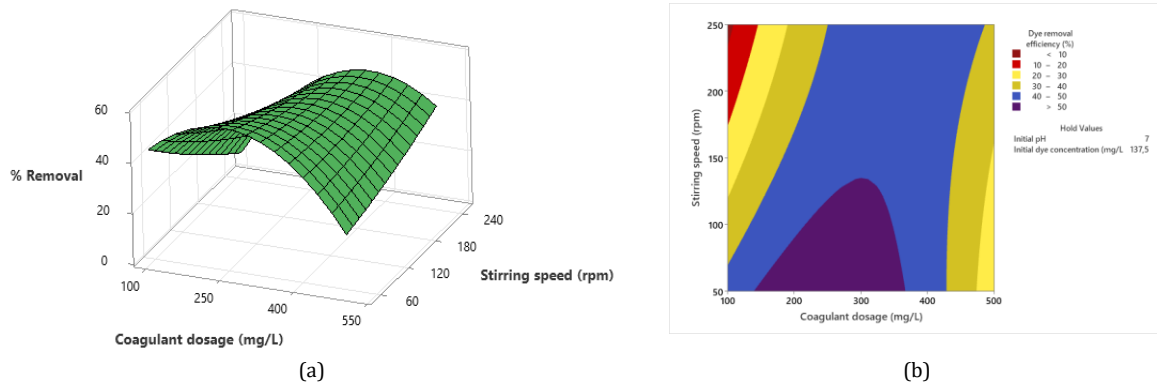 60
40
% Removal
20
0
240
180
120
60
Stirring speed (rpm)
100
250
400
550
Coagulant dosage (mg/L)
(a)
250
200
150
100
50
Stirring speed (rpm)
100
200
300
400
500
Coagulant dosage (mg/L)
Dye removal
efficiency (%)
< 10
10 – 20
20 – 30
30 – 40
40 – 50
> 50
Hold Values
Initial pH 7
Initial dye concentration (mg/L 137,5
(b)